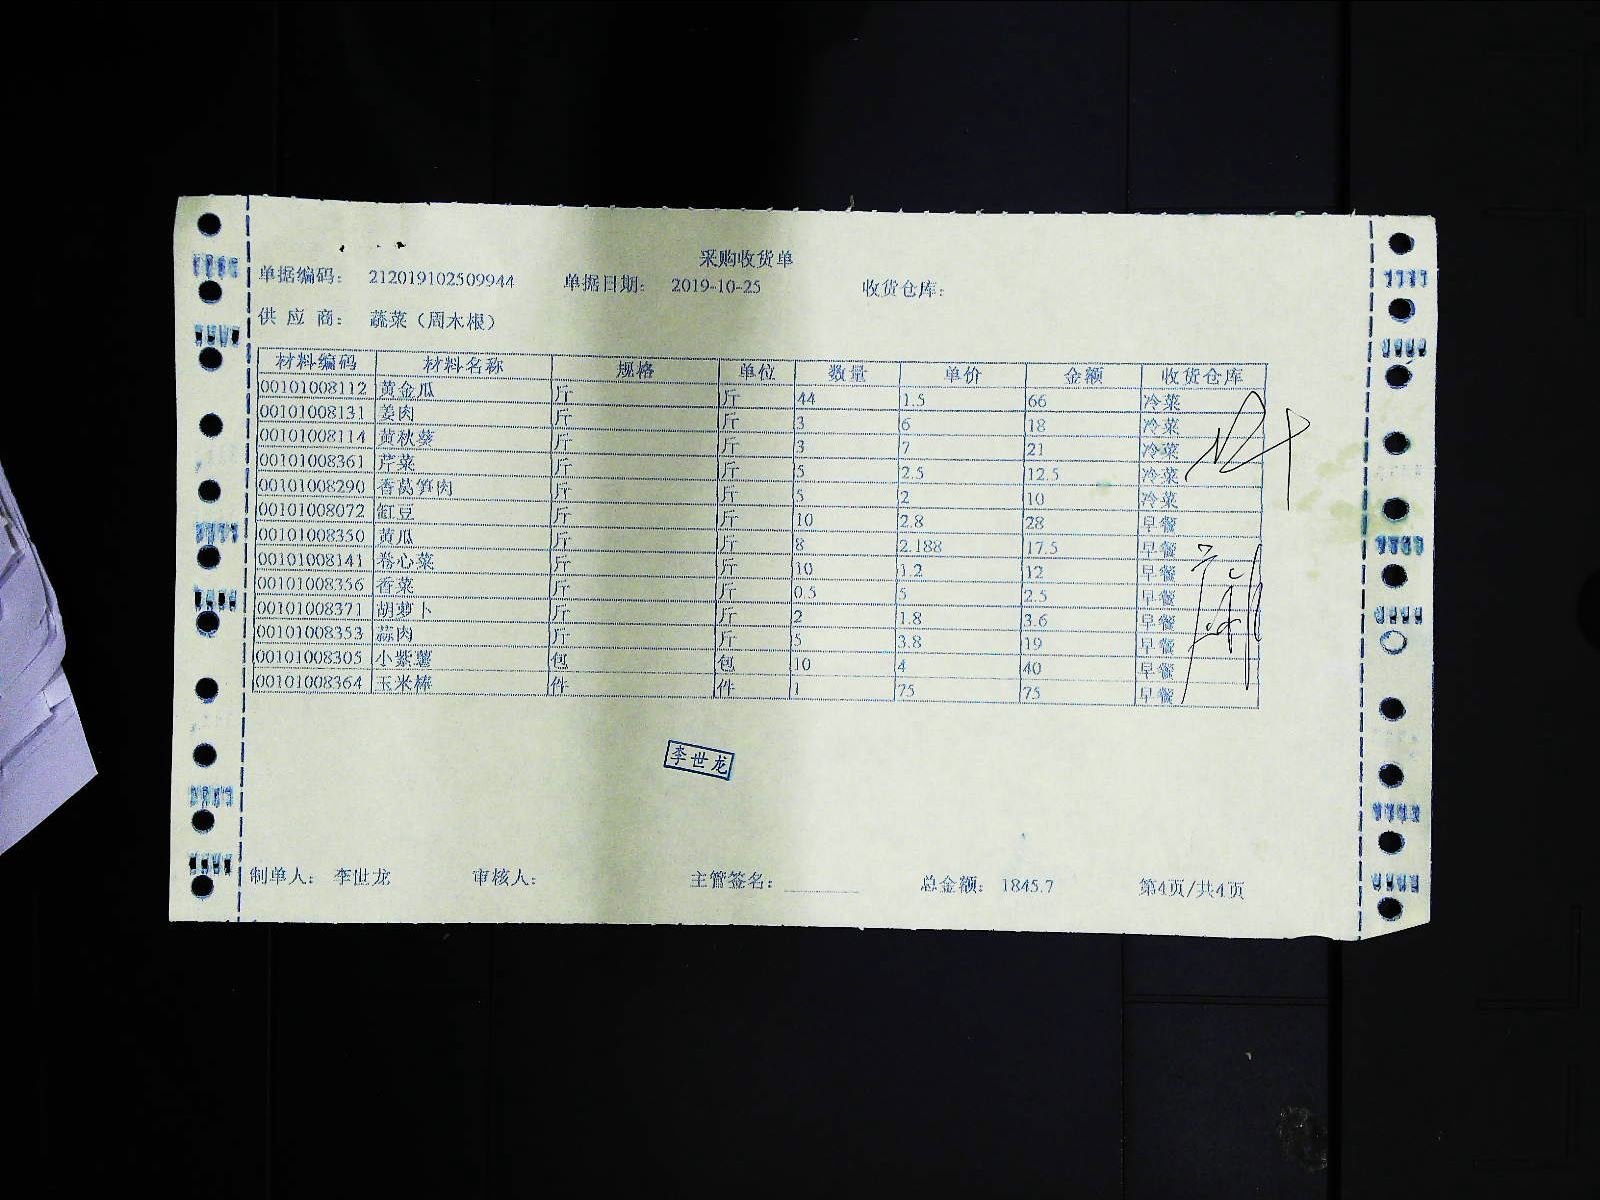 采购收货单
单据编码： 212019102509944 单据日期： 2019-10-25 收货仓库：
供 应 商： 蔬菜（周木根）
材料编码 材料名称 规格 单位 数量 单价 金额 收货仓库
00101008112 黄金瓜 斤 斤 44 1.5 66 冷菜
00101008131 姜肉 斤 斤 3 6 18 冷菜
00101008114 黄秋葵 斤 斤 3 7 21 冷菜
00101008361 芹菜 斤 斤 5 2.5 12.5 冷菜
00101008290 香莴笋肉 斤 斤 5 2 10 冷菜
00101008072 缸豆 斤 斤 10 2.8 28 早餐
00101008350 黄瓜 斤 斤 8 2.188 17.5 早餐
00101008141 卷心菜 斤 斤 10 1.2 12 早餐
00101008356 香菜 斤 斤 0.5 5 2.5 早餐
00101008371 胡萝卜 斤 斤 2 1.8 3.6 早餐
00101008353 蒜肉 斤 斤 5 3.8 19 早餐
00101008305 小紫薯 包 包 10 4 40 早餐
00101008364 玉米棒 件 件 1 75 75 早餐
李世龙
制单人： 李世龙 审核人： 主管签名： 总金额： 1845.7 第4页/共4页